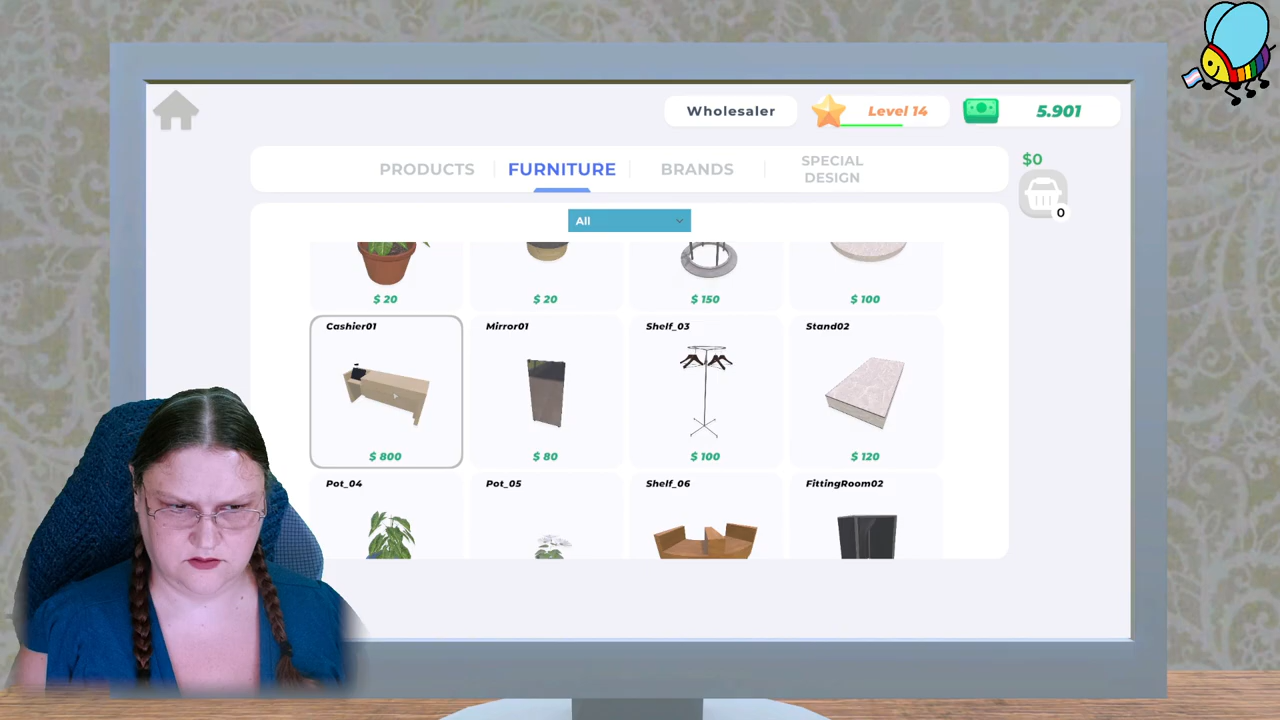 Wholesaler
Level 14
5.901
PRODUCTS
FURNITURE
BRANDS
SPECIAL
DESIGN
$0
0
All
$ 20
$ 20
$ 150
$ 100
Cashier01
Mirror01
Shelf_03
Stand02
$ 800
$ 80
$ 100
$ 120
Pot_04
Pot_05
Shelf_06
FittingRoom02